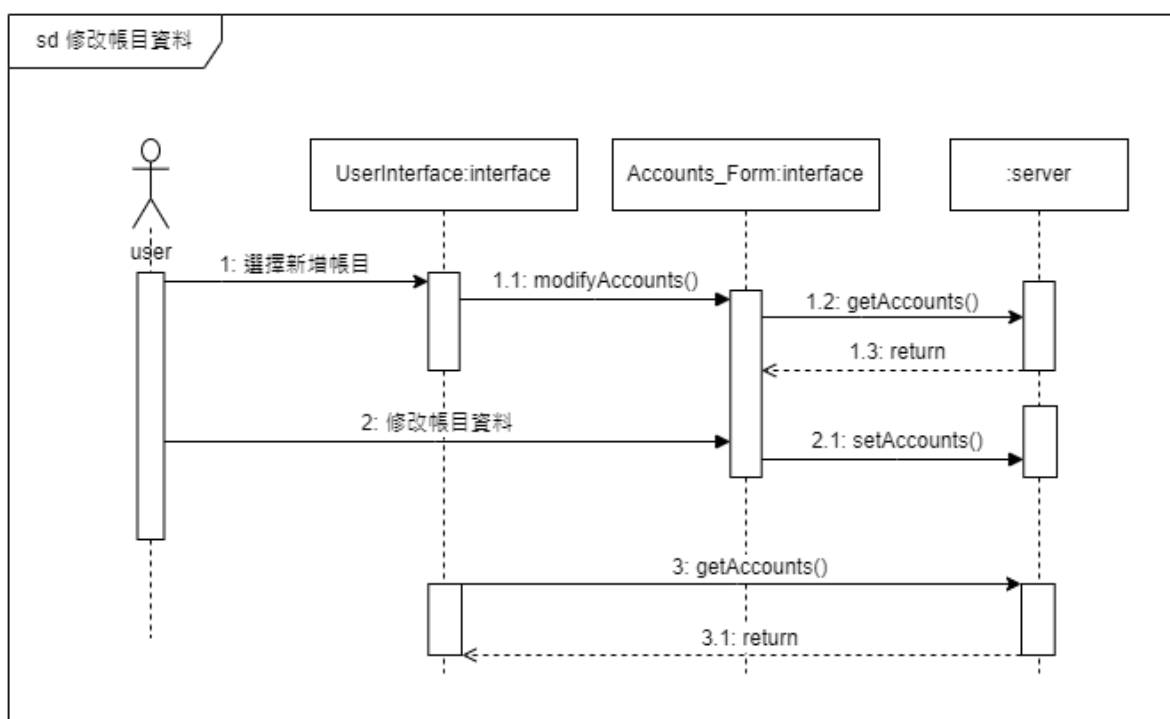 sd 修改帳目資料
UserInterface:interface
Accounts_Form:interface
:server
user
1: 選擇新增帳目
1.1: modifyAccounts()
1.2: getAccounts()
1.3: return
2: 修改帳目資料
2.1: setAccounts()
3: getAccounts()
3.1: return